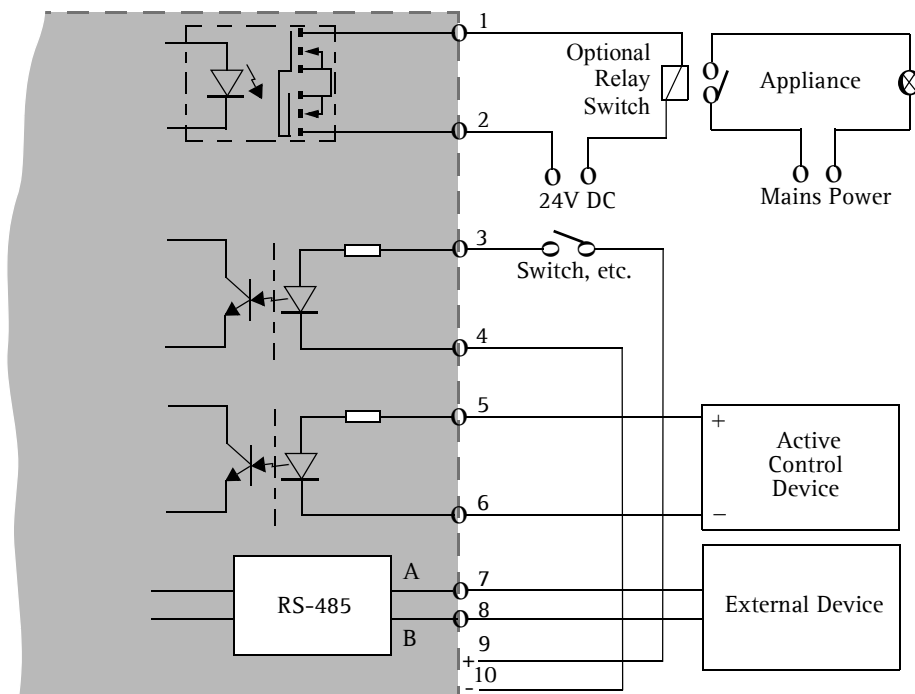 1
Optional
Relay
Switch
Appliance
2
24V DC
Mains Power
3
Switch, etc.
4
5
+
Active
Control
Device
6
−
A
7
RS-485
External Device
8
B
9
+
10
-